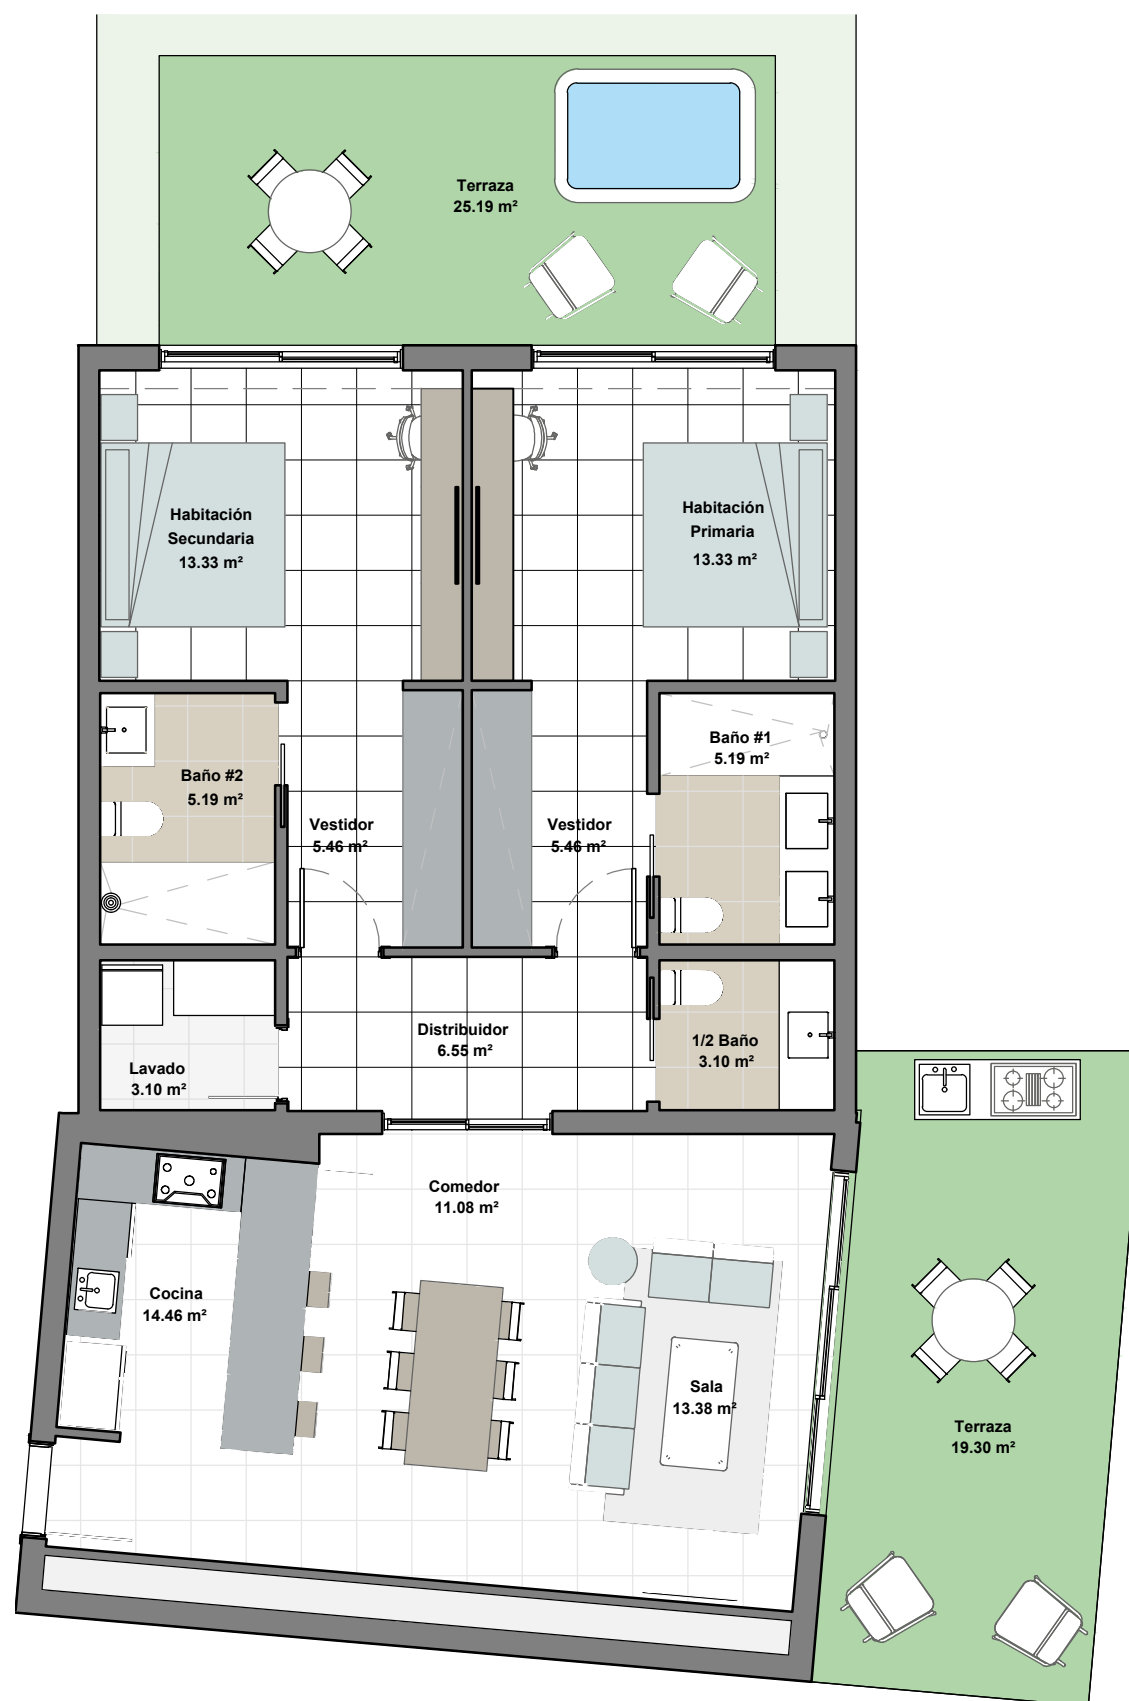 Terraza
25.19 m²
Habitación
Secundaria
13.33 m²
Habitación
Primaria
13.33 m²
Baño #2
5.19 m²
Baño #1
5.19 m²
Vestidor
5.46 m²
Vestidor
5.46 m²
Distribuidor
6.55 m²
1/2 Baño
3.10 m²
Lavado
3.10 m²
Comedor
11.08 m²
Cocina
14.46 m²
Sala
13.38 m²
Terraza
19.30 m²